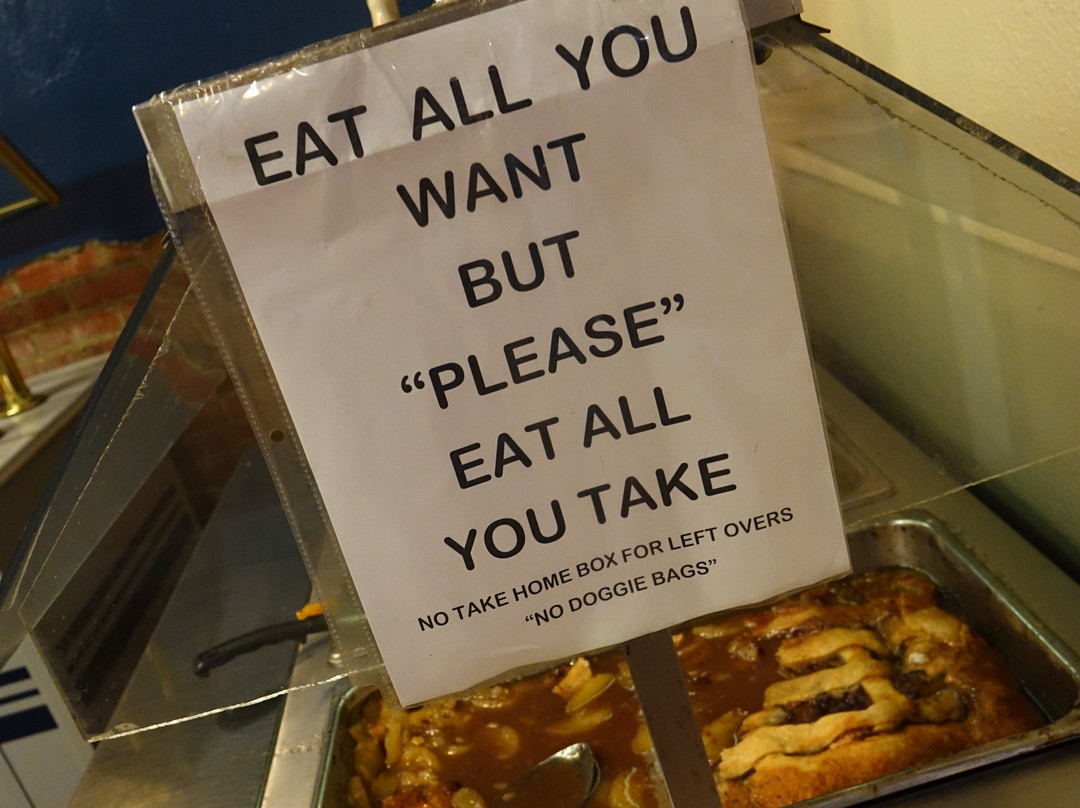 EAT ALL YOU
WANT
BUT
“PLEASE”
EAT ALL
YOU TAKE
NO TAKE HOME BOX FOR LEFT OVERS
“NO DOGGIE BAGS”